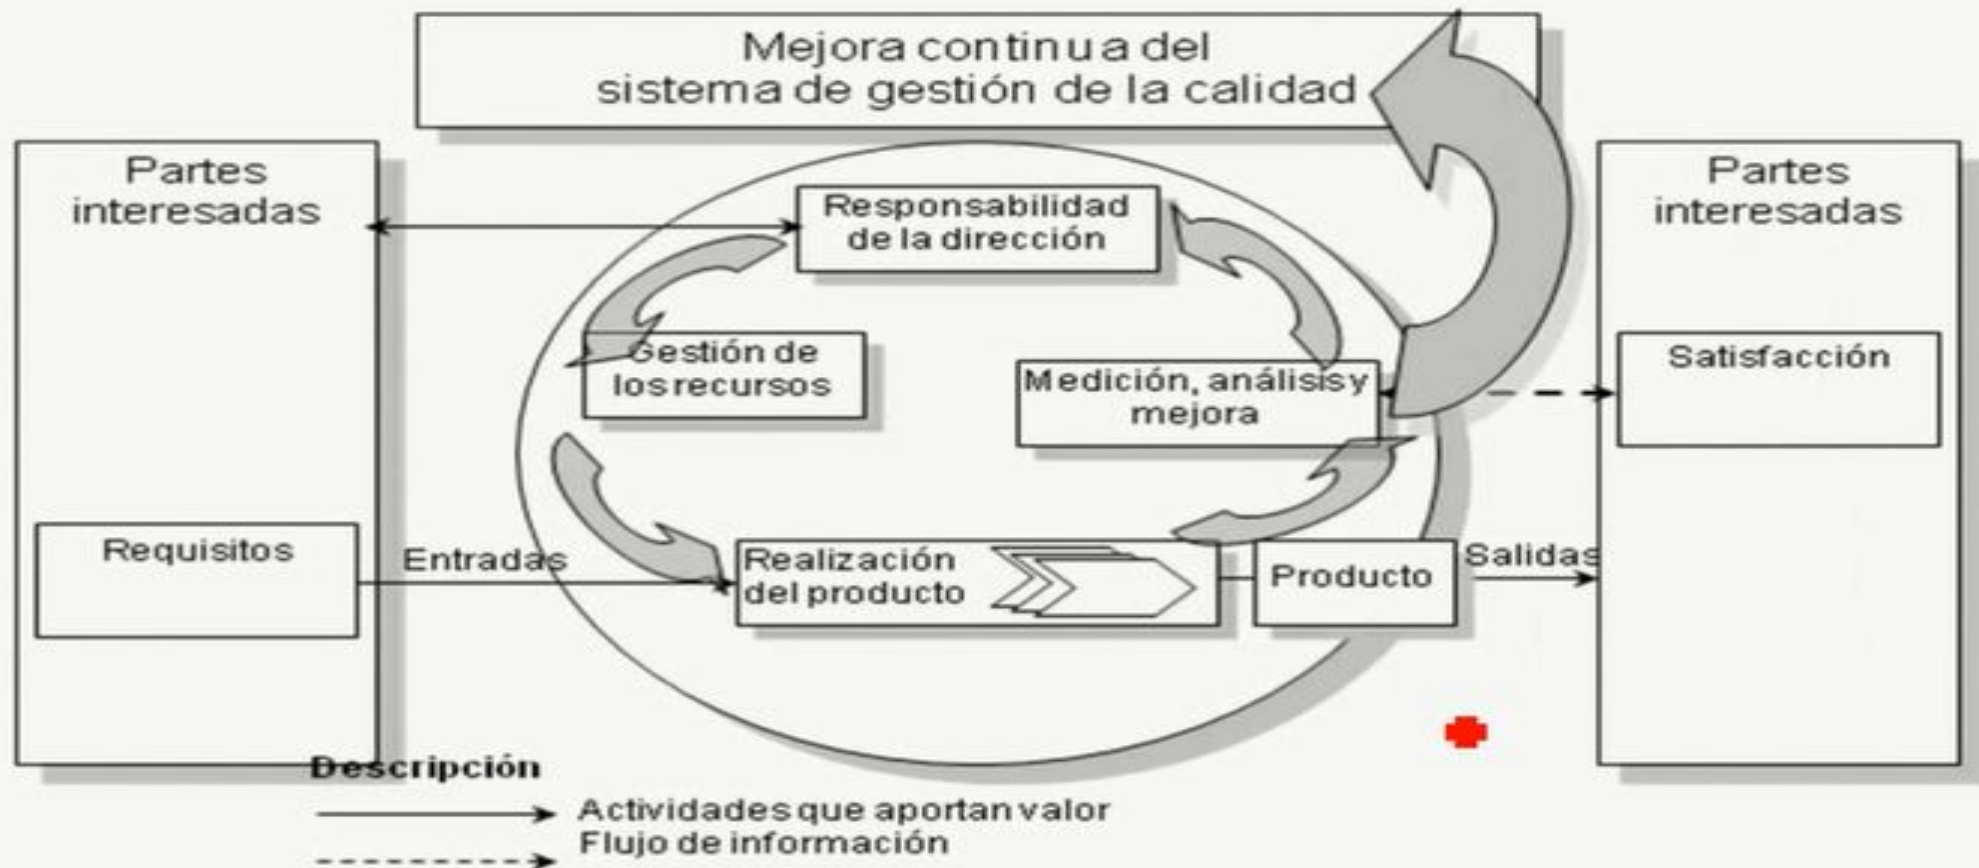 Mejora continua del
sistema de gestión de la calidad
Partes
interesadas
Partes
interesadas
Responsabilidad
de la dirección
Gestión de
los recursos
Medición, análisis y
mejora
Satisfacción
Requisitos
Entradas
Realización
del producto
Producto
Salidas
Descripción
Actividades que aportan valor
Flujo de información